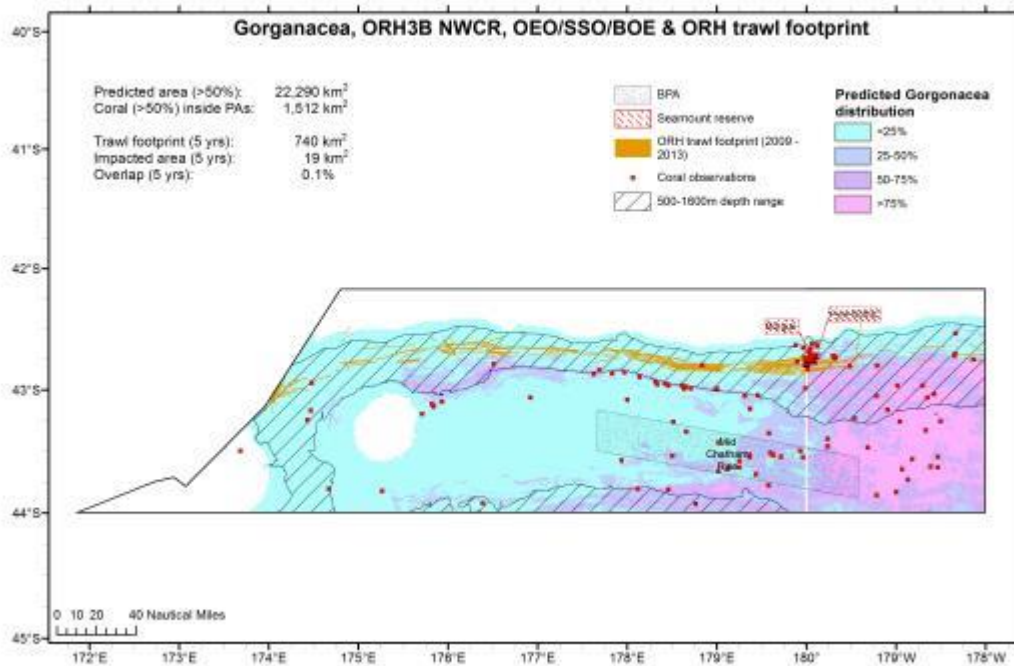 Gorganacea, ORH3B NWCR, OEO/SSO/BOE & ORH trawl footprint
Predicted area (>50%): 22,290 km²
Coral (>50%) inside PAs: 1,512 km²
Trawl footprint (5 yrs): 740 km²
Impacted area (5 yrs): 19 km²
Overlap (5 yrs): 0.1%
BPA
Seamount reserve
ORH trawl footprint (2009 -
2013)
Coral observations
500-1600m depth range
Predicted Gorgonacea
distribution
<25%
25-50%
50-75%
>75%
40°S
41°S
42°S
43°S
44°S
45°S
Mid
Chatham
Rise
0 10 20 40 Nautical Miles
172°E
173°E
174°E
175°E
176°E
177°E
178°E
179°E
180°
179°W
178°W